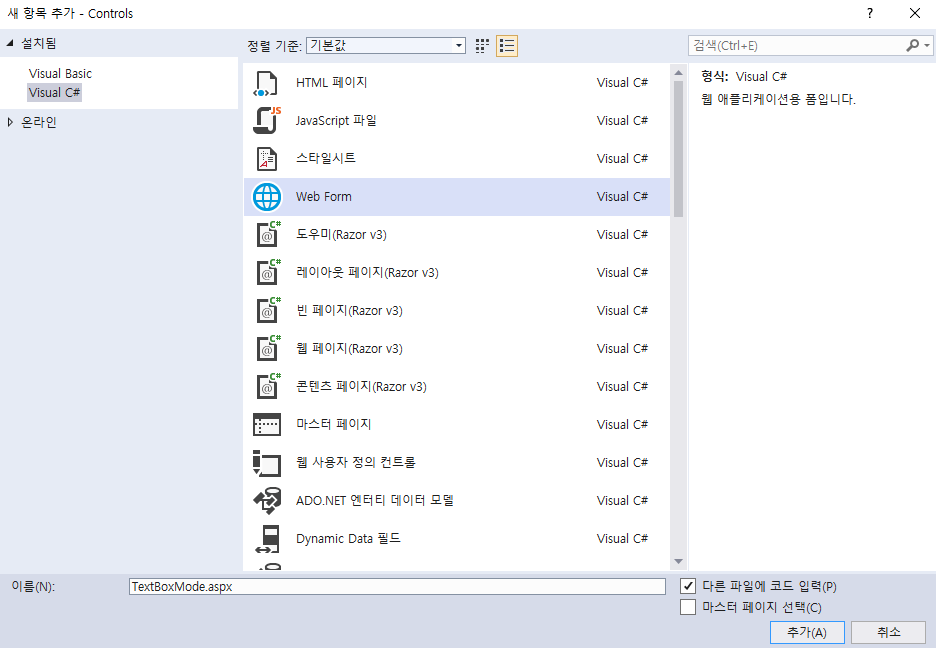 새 항목 추가 - Controls
?
설치됨
Visual Basic
Visual C#
온라인
정렬 기준: 기본값
HTML 페이지 Visual C#
JavaScript 파일 Visual C#
스타일시트 Visual C#
Web Form Visual C#
도우미(Razor v3) Visual C#
레이아웃 페이지(Razor v3) Visual C#
빈 페이지(Razor v3) Visual C#
웹 페이지(Razor v3) Visual C#
콘텐츠 페이지(Razor v3) Visual C#
마스터 페이지 Visual C#
웹 사용자 정의 컨트롤 Visual C#
ADO.NET 엔터티 데이터 모델 Visual C#
Dynamic Data 필드 Visual C#
검색(Ctrl+E)
형식: Visual C#
웹 애플리케이션용 폼입니다.
이름(N): TextBoxMode.aspx
다른 파일에 코드 입력(P)
마스터 페이지 선택(C)
추가(A) 취소